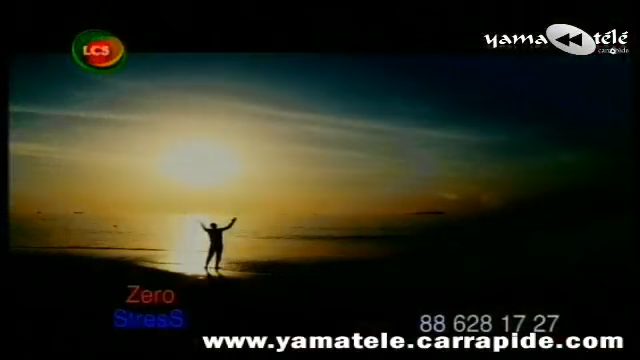 LCS
yama télé
carrapide
Zero
StresS
88 628 17 27
www.yamatele.carrapide.com